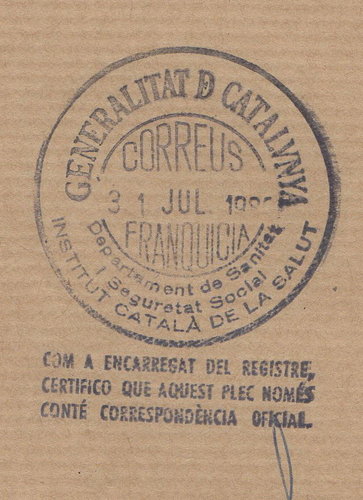 GENERALITAT D CATALVNYA
CORREUS
31 JUL.
FRANQUICIA
Departament de Sanitat
i Seguretat Social
INSTITUT CATALÀ DE LA SALUT
COM A ENCARREGAT DEL REGISTRE,
CERTIFICO QUE AQUEST PLEC NOMÉS
CONTÉ CORRESPONDÈNCIA OFICIAL.